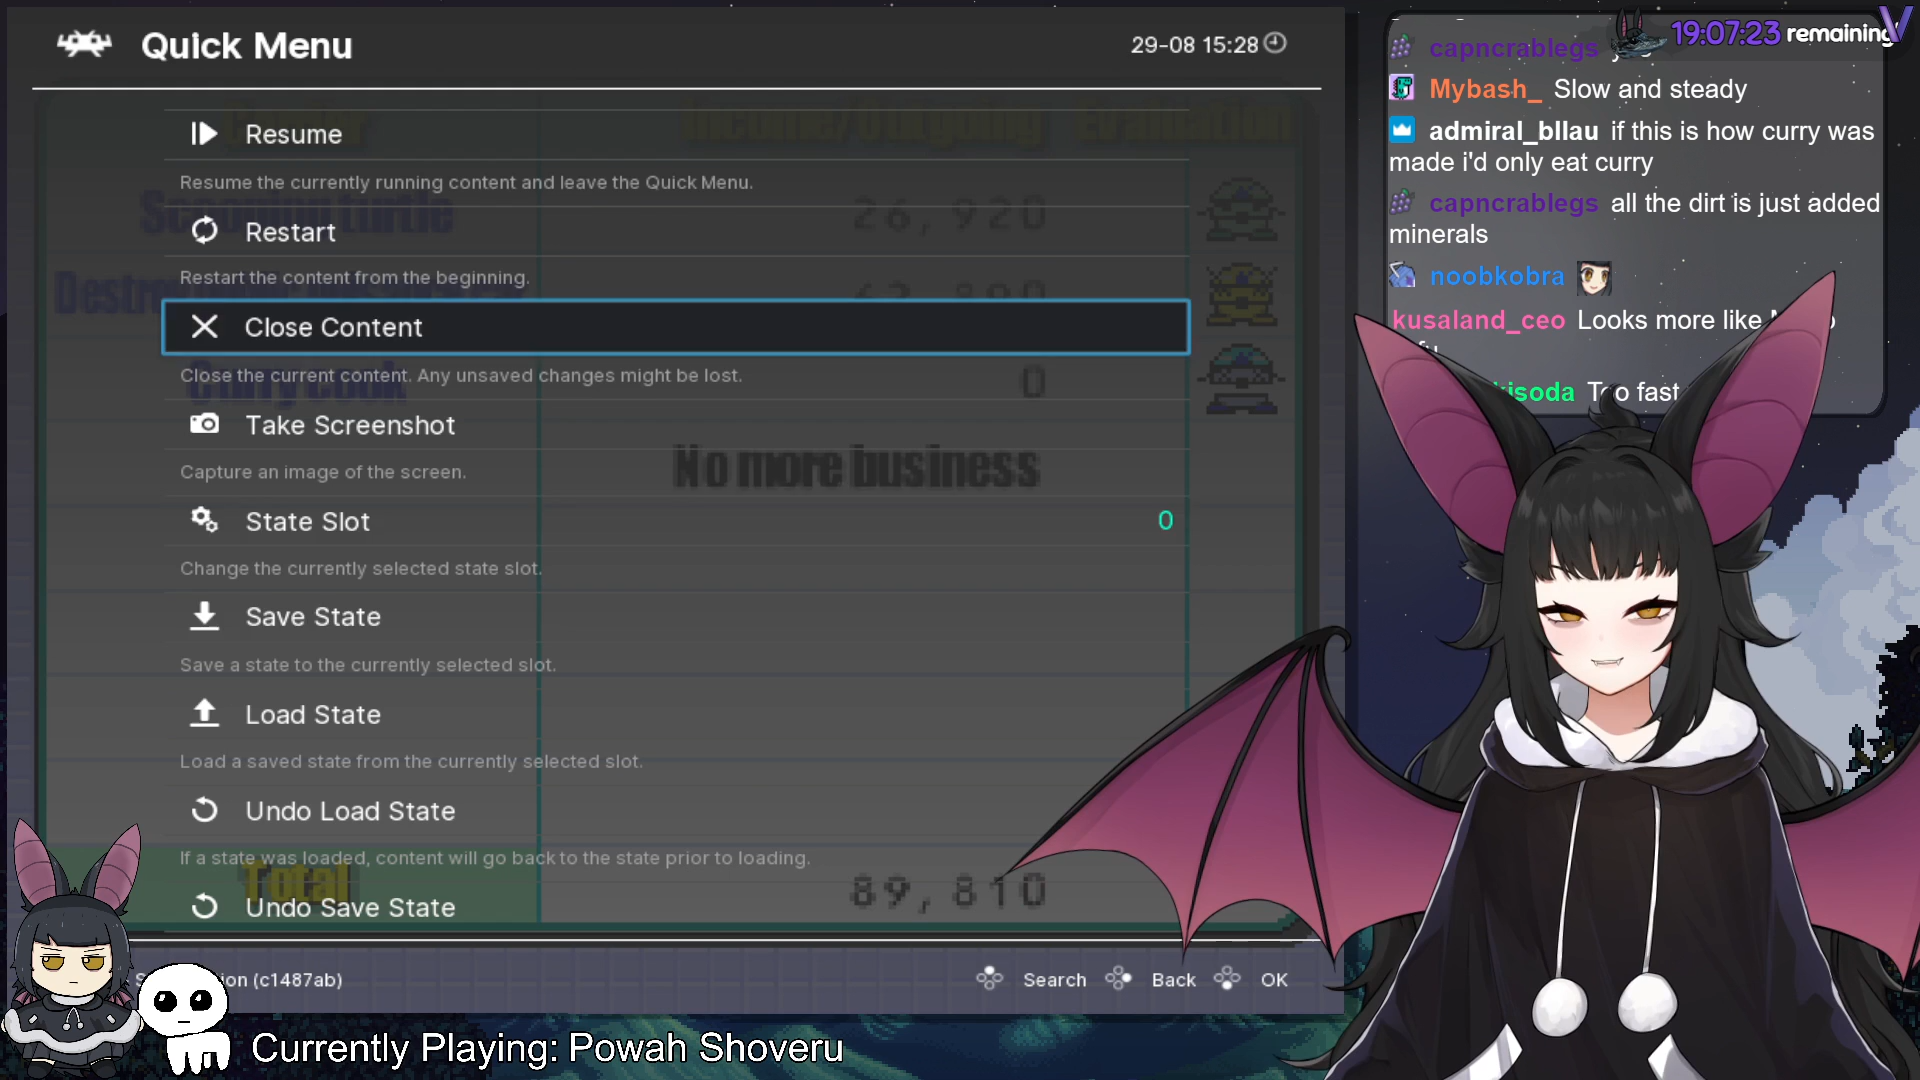 Quick Menu
29-08 15:28
Resume
Resume the currently running content and leave the Quick Menu.
26,920
Restart
Restart the content from the beginning.
Close Content
Close the current content. Any unsaved changes might be lost.
Curry cook
0
Take Screenshot
Capture an image of the screen.
No more business
State Slot
0
Change the currently selected state slot.
Save State
Save a state to the currently selected slot.
Load State
Load a saved state from the currently selected slot.
Undo Load State
If a state was loaded, content will go back to the state prior to loading.
Total
89,810
Undo Save State
(c1487ab)
Search
Back
OK
Currently Playing: Powah Shoveru
19:07:23 remaining
capncrablegs
Mybash_ Slow and steady
admiral_bllau if this is how curry was
made i'd only eat curry
capncrablegs all the dirt is just added
minerals
noobkobra
kusaland_ceo Looks more like
Too fast